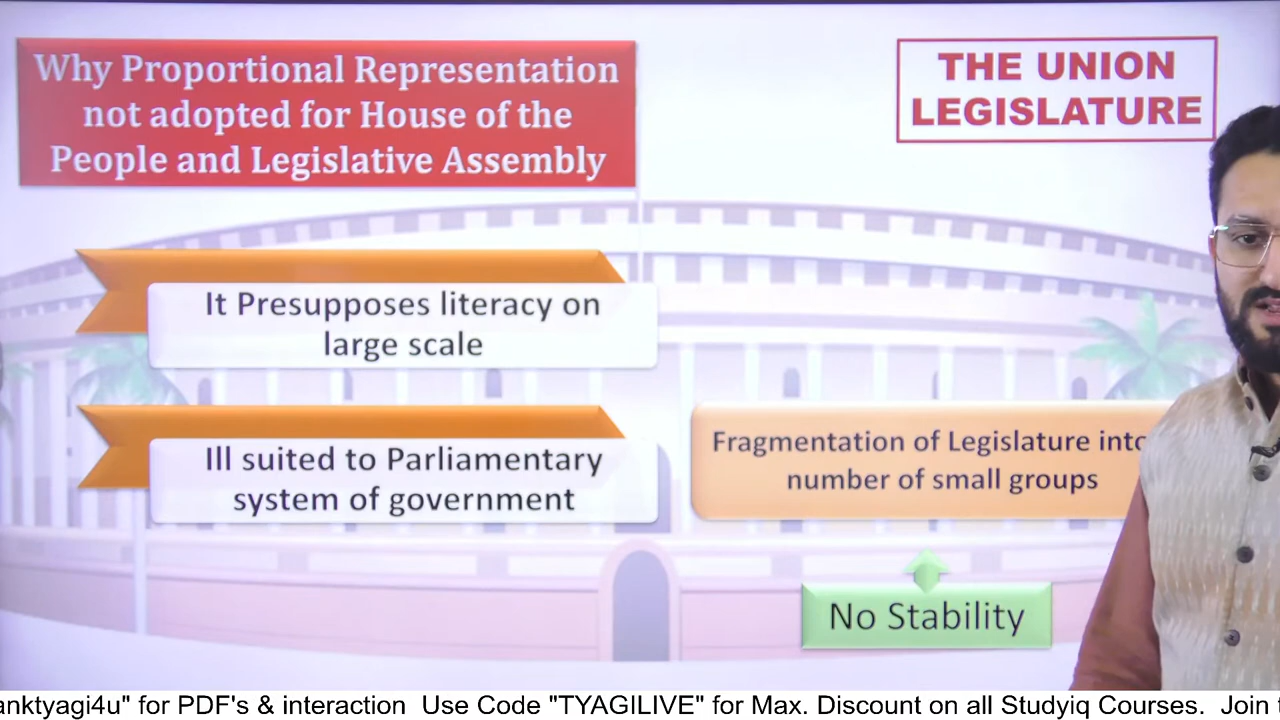 Why Proportional Representation
not adopted for House of the
People and Legislative Assembly
THE UNION
LEGISLATURE
It Presupposes literacy on
large scale
Ill suited to Parliamentary
system of government
Fragmentation of Legislature into
number of small groups
No Stability
anktyagi4u" for PDF's & interaction Use Code "TYAGILIVE" for Max. Discount on all Studyiq Courses. Join